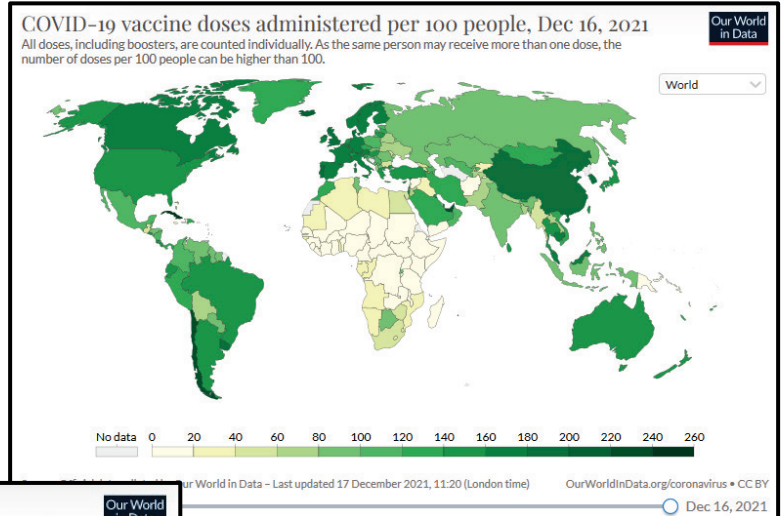 COVID-19 vaccine doses administered per 100 people, Dec 16, 2021
Our World
in Data
All doses, including boosters, are counted individually. As the same person may receive more than one dose, the
number of doses per 100 people can be higher than 100.
World
No data 0 20 40 60 80 100 120 140 160 180 200 220 240 260
Our World in Data – Last updated 17 December 2021, 11:20 (London time)
OurWorldInData.org/coronavirus • CC BY
Our World
Dec 16, 2021